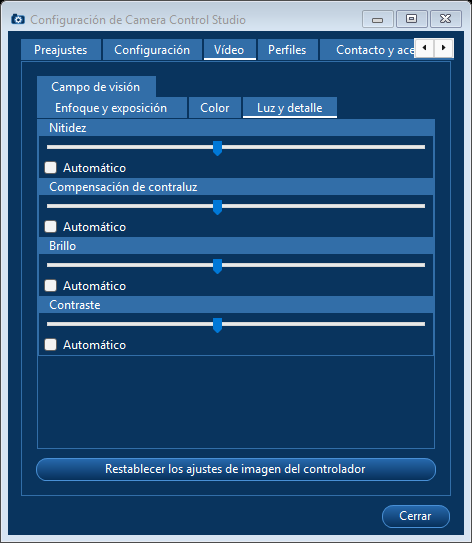 Configuración de Camera Control Studio
Preajustes Configuración Vídeo Perfiles Contacto y ace
Campo de visión
Enfoque y exposición Color Luz y detalle
Nitidez
Automático
Compensación de contraluz
Automático
Brillo
Automático
Contraste
Automático
Restablecer los ajustes de imagen del controlador
Cerrar